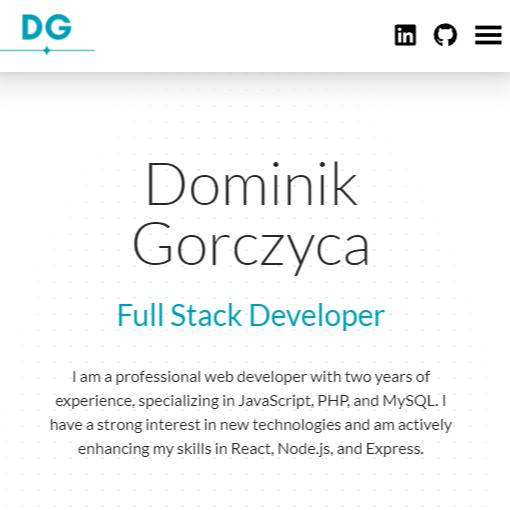 DG
Dominik
Gorczyca
Full Stack Developer
I am a professional web developer with two years of
experience, specializing in JavaScript, PHP, and MySQL. I
have a strong interest in new technologies and am actively
enhancing my skills in React, Node.js, and Express.